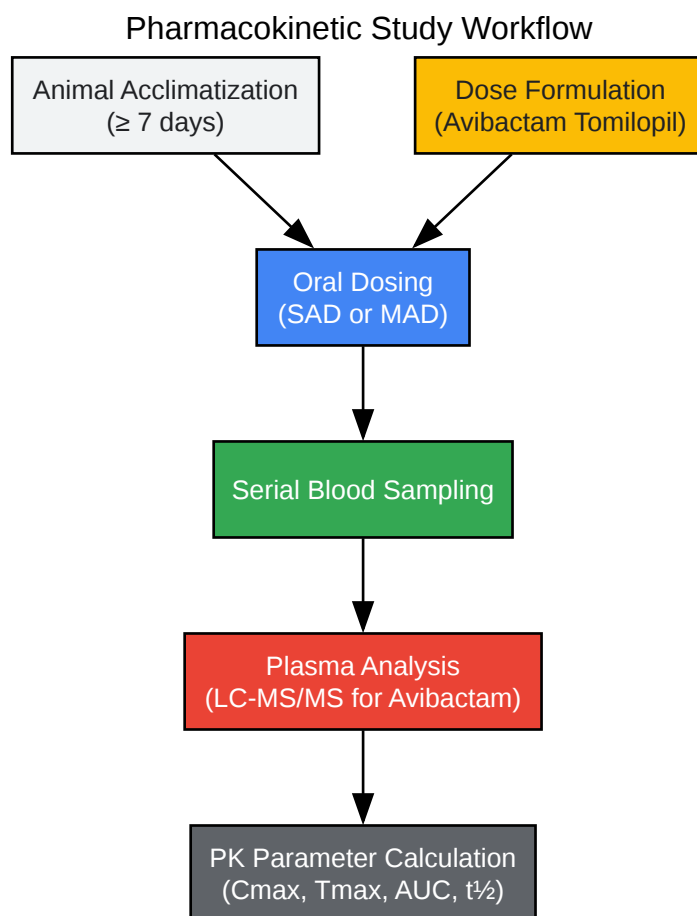 Pharmacokinetic Study Workflow
Animal Acclimatization
(≥ 7 days)
Dose Formulation
(Avibactam Tomilopil)
Oral Dosing
(SAD or MAD)
Serial Blood Sampling
Plasma Analysis
(LC-MS/MS for Avibactam)
PK Parameter Calculation
(Cmax, Tmax, AUC, t½)